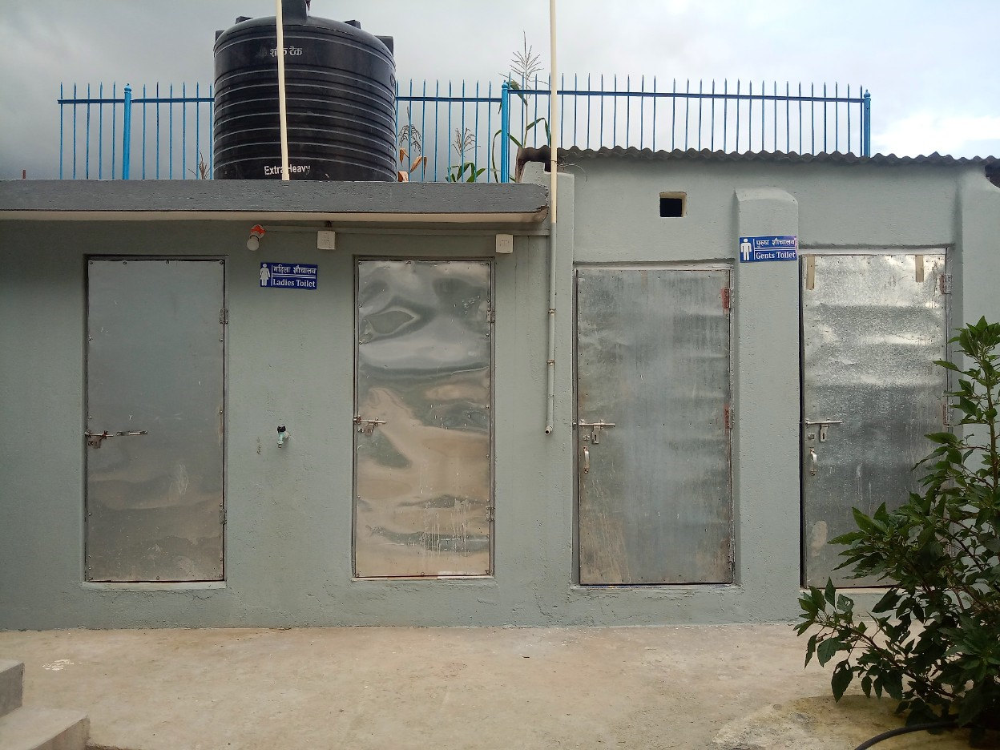 टैंक
Extra Heavy
महिला शौचालय
Ladies Toilet
पुरुष शौचालय
Gents Toilet